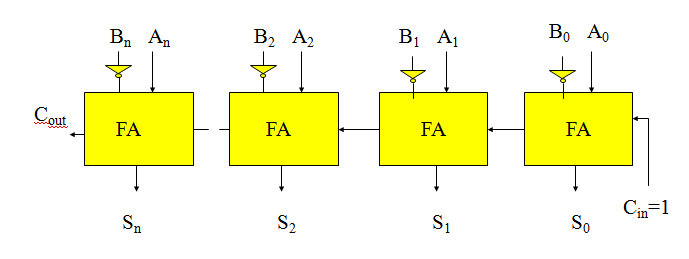 Bn An B2 A2 B1 A1 B0 A0
Cout FA FA FA FA
Cin=1
Sn S2 S1 S0